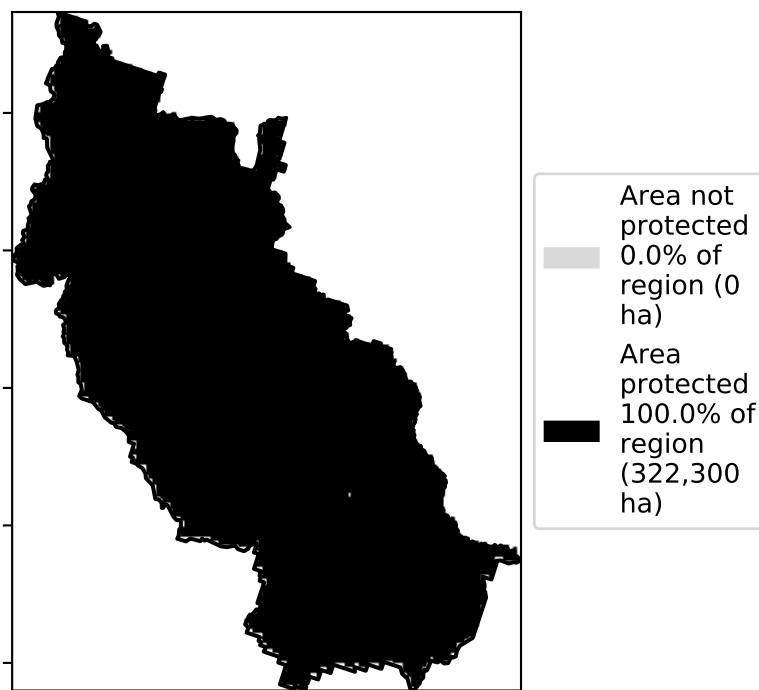 Area not
protected
0.0% of
region (0
ha)
Area
protected
100.0% of
region
(322,300
ha)